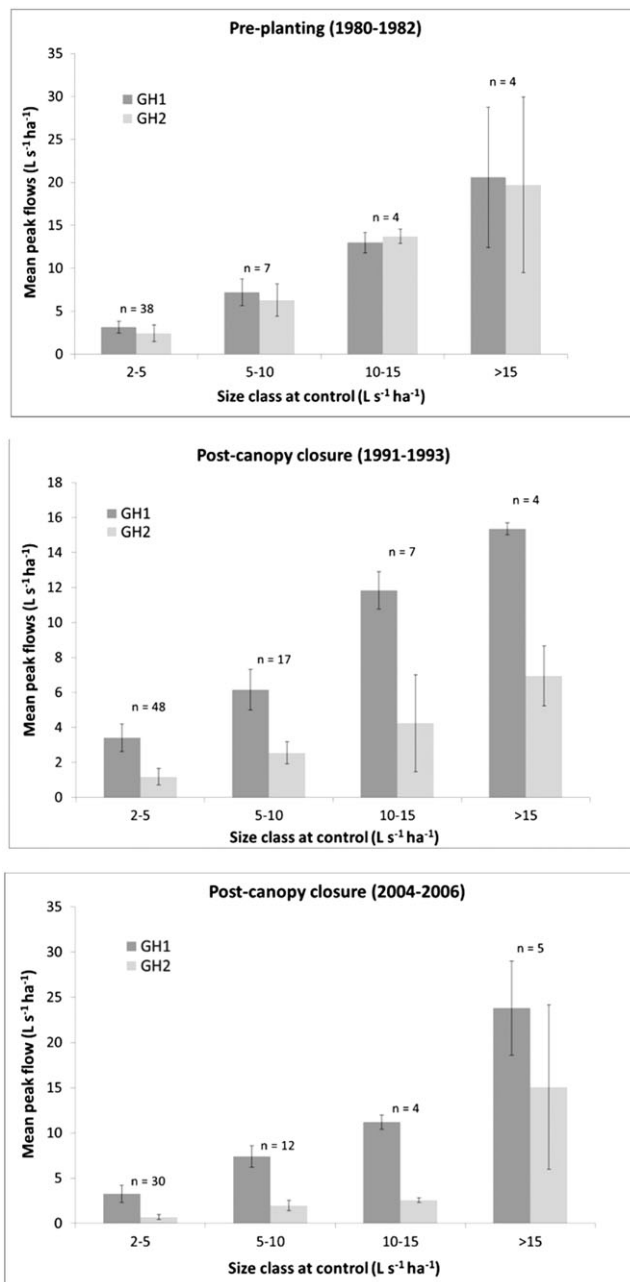 Pre-planting (1980-1982)
35
30
25
20
15
10
5
0
Mean peak flows (L s⁻¹ ha⁻¹)
GH1
GH2
n = 38
n = 7
n = 4
n = 4
2-5 5-10 10-15 >15
Size class at control (L s⁻¹ ha⁻¹)
Post-canopy closure (1991-1993)
18
16
14
12
10
8
6
4
2
0
Mean peak flows (L s⁻¹ ha⁻¹)
GH1
GH2
n = 48
n = 17
n = 7
n = 4
2-5 5-10 10-15 >15
Size class at control (L s⁻¹ ha⁻¹)
Post-canopy closure (2004-2006)
35
30
25
20
15
10
5
0
Mean peak flow (L s⁻¹ ha⁻¹)
GH1
GH2
n = 30
n = 12
n = 4
n = 5
2-5 5-10 10-15 >15
Size class at control (L s⁻¹ ha⁻¹)